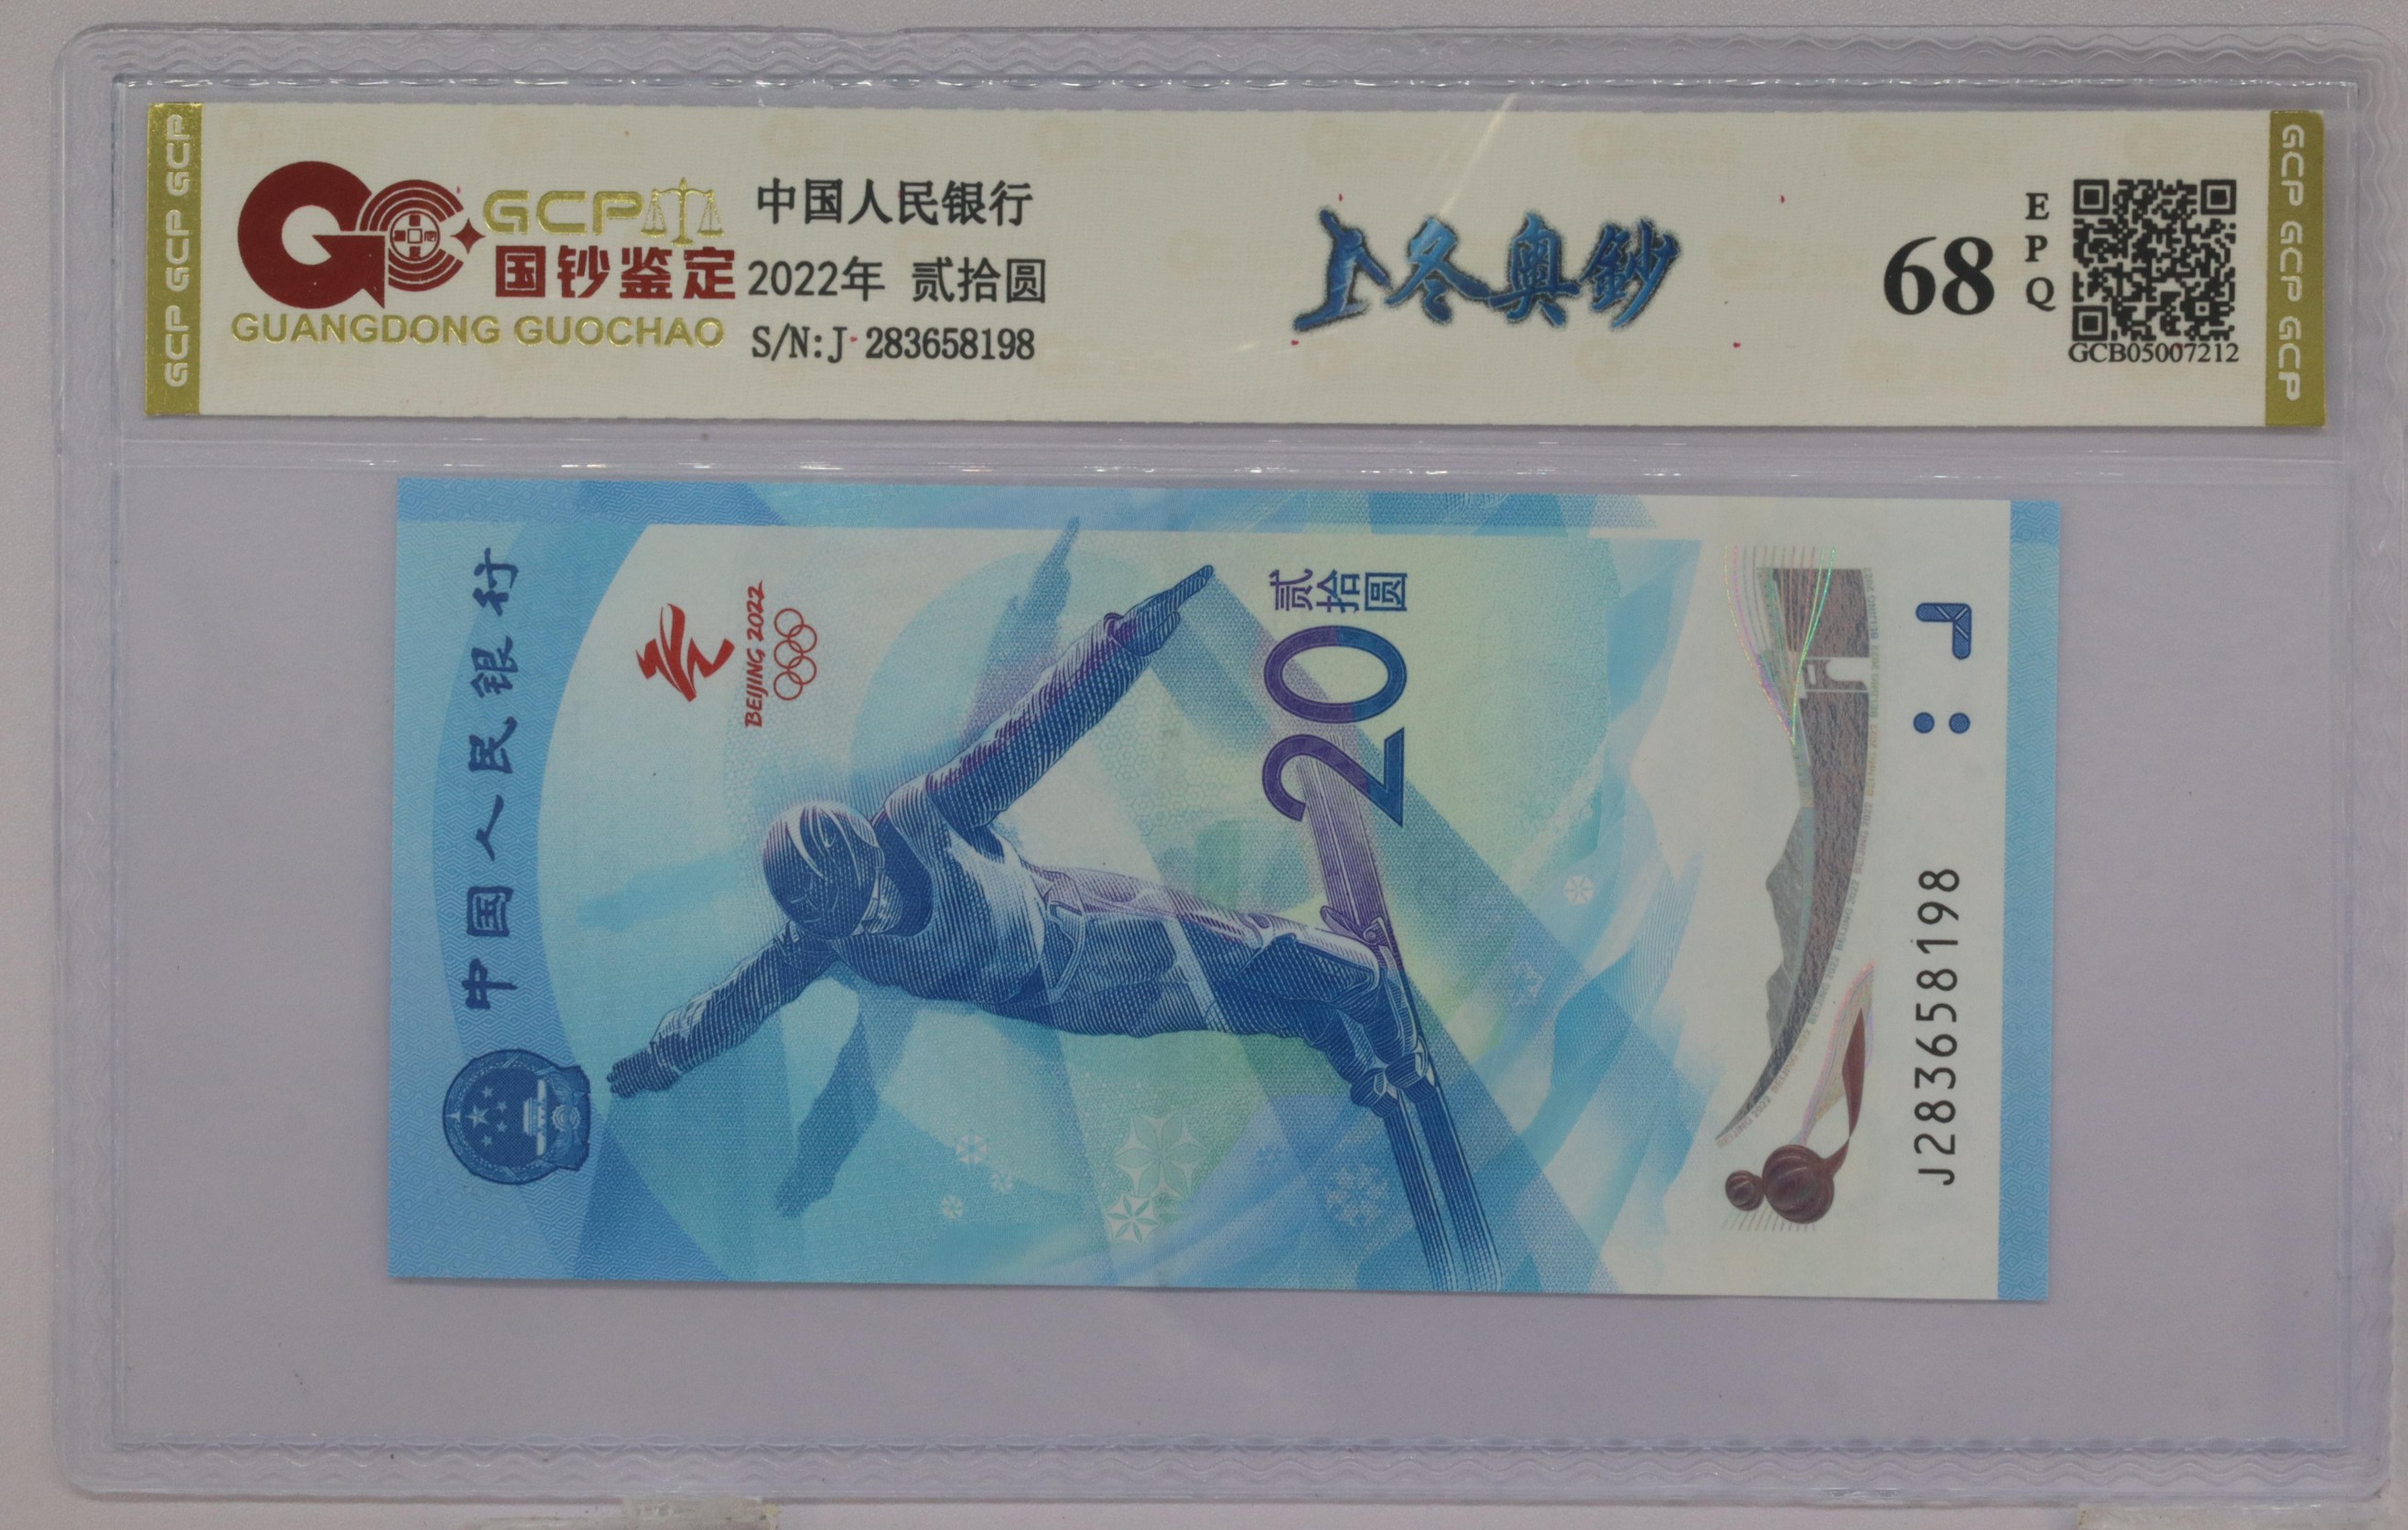 GCP GCP GCP
GCP
国钞鉴定
GUANGDONG GUOCHAO
中国人民银行
2022年 贰拾圆
S/N:J 283658198
冬奥鈔
68
EPQ
GCB05007212
GCP GCP GCP GCP
中国人民银行
BEIJING 2022
贰拾圆
20
J283658198